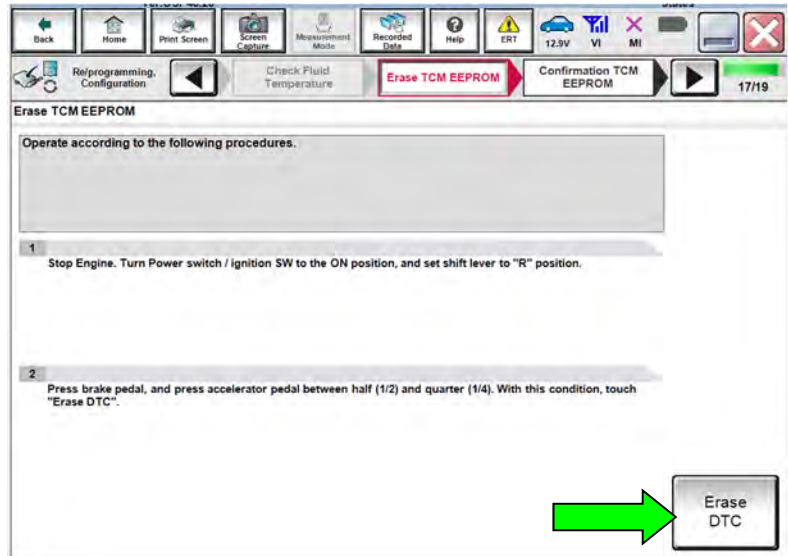 Back
Home
Print Screen
Screen
Capture
Measurement
Mode
Recorded
Data
Help
ERT
12.9V
VI
MI
Re/programming,
Configuration
Check Fluid
Temperature
Erase TCM EEPROM
Confirmation TCM
EEPROM
17/19
Erase TCM EEPROM
Operate according to the following procedures.
1
Stop Engine. Turn Power switch / ignition SW to the ON position, and set shift lever to "R" position.
2
Press brake pedal, and press accelerator pedal between half (1/2) and quarter (1/4). With this condition, touch
"Erase DTC".
Erase
DTC